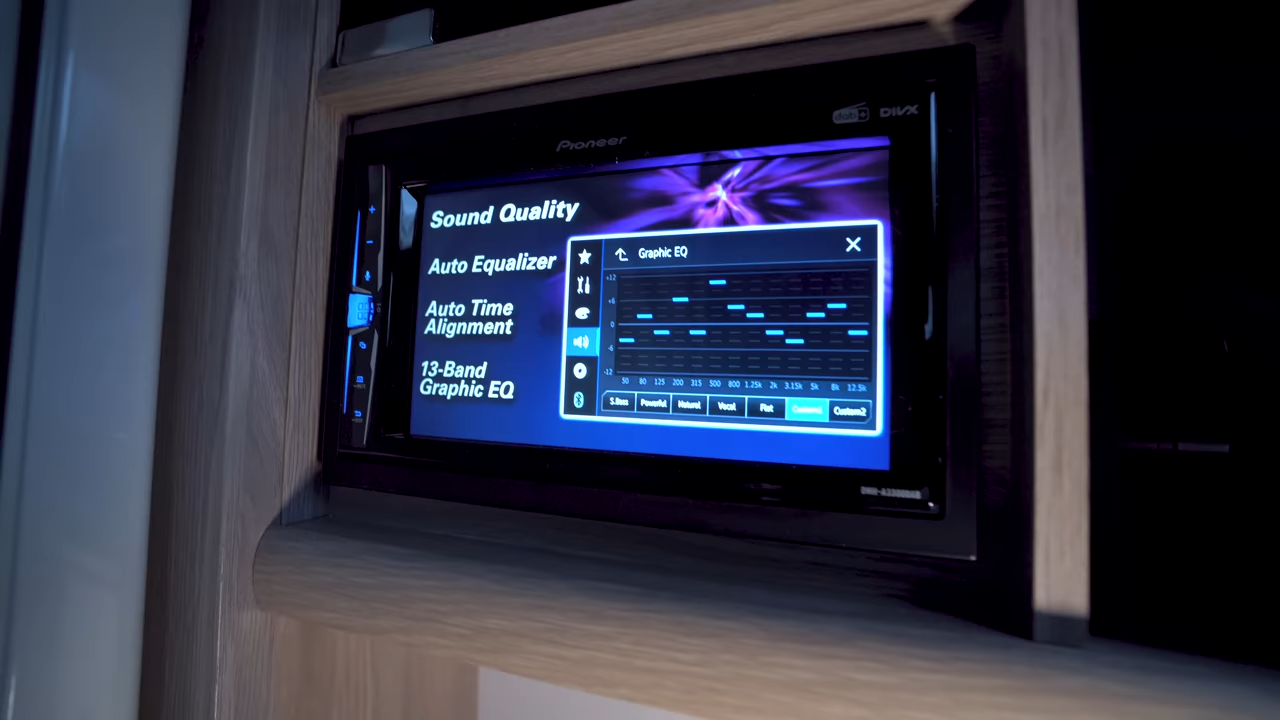 dab+ DIVX
Pioneer
Sound Quality
Auto Equalizer
Auto Time
Alignment
13-Band
Graphic EQ
Graphic EQ
+12
+6
0
-6
-12
50 80 125 200 315 500 800 1.25k 2k 3.15k 5k 8k 12.5k
S.Bass Powerful Natural Vocal Flat Custom1 Custom2